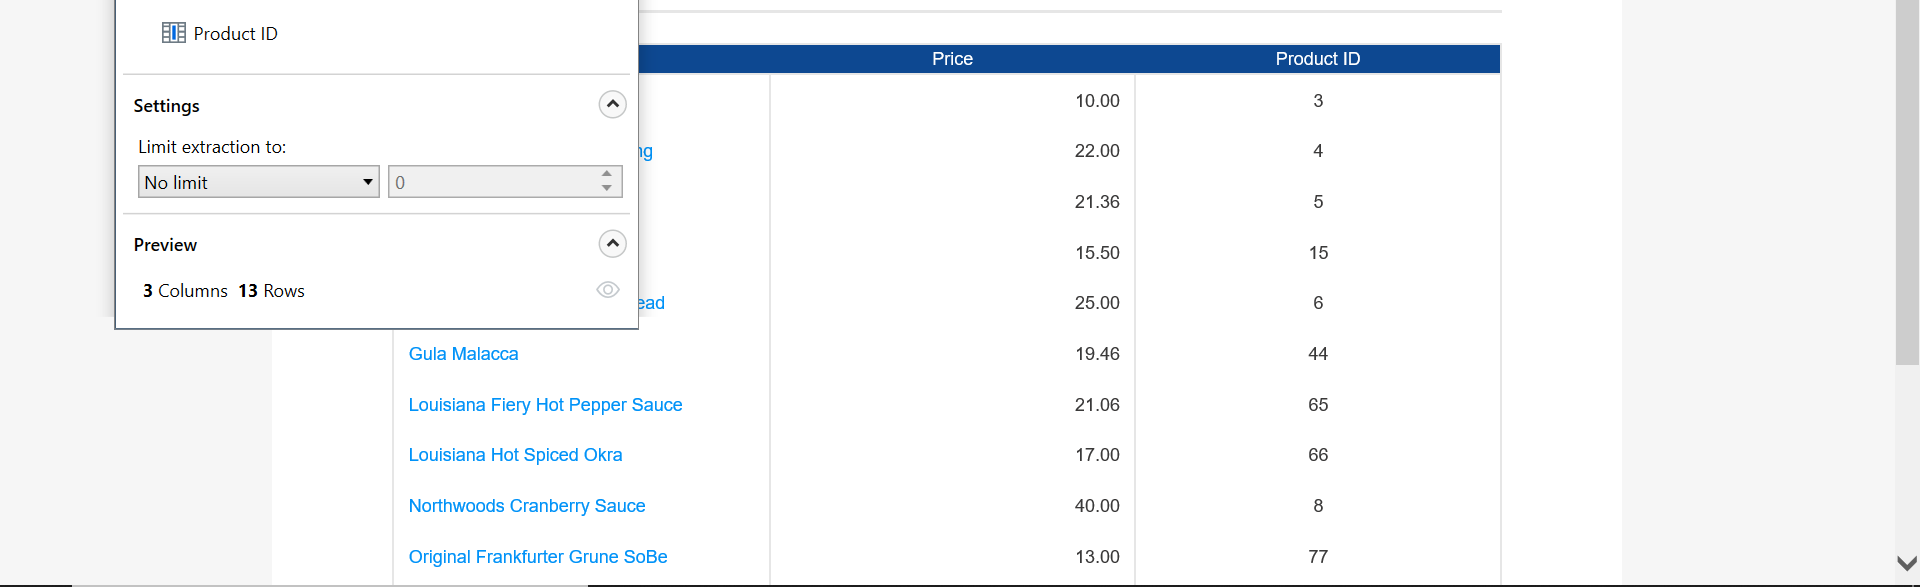 Product ID
Settings
Limit extraction to:
No limit 0
Preview
3 Columns 13 Rows
Price Product ID
10.00 3
22.00 4
21.36 5
15.50 15
25.00 6
Gula Malacca 19.46 44
Louisiana Fiery Hot Pepper Sauce 21.06 65
Louisiana Hot Spiced Okra 17.00 66
Northwoods Cranberry Sauce 40.00 8
Original Frankfurter Grune SoBe 13.00 77